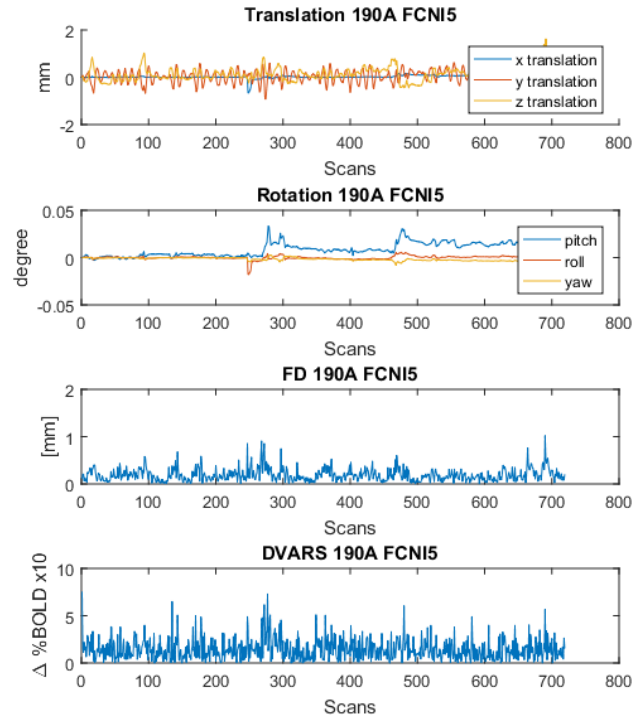 Translation 190A FCNI5
2
0
-2
mm
x translation
y translation
z translation
0 100 200 300 400 500 600 700 800
Scans
Rotation 190A FCNI5
0.05
0
-0.05
degree
pitch
roll
yaw
0 100 200 300 400 500 600 700 800
Scans
FD 190A FCNI5
2
1
0
[mm]
0 100 200 300 400 500 600 700 800
Scans
DVARS 190A FCNI5
10
5
0
Δ %BOLD x10
0 100 200 300 400 500 600 700 800
Scans